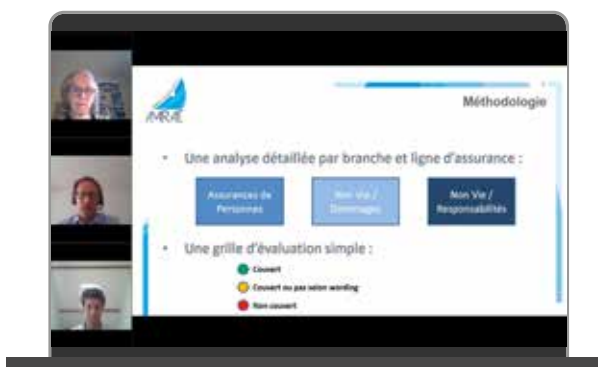 AMRAE
Méthodologie
• Une analyse détaillée par branche et ligne d'assurance :
Assurances de
Personnes
Non Vie /
Dommages
Non Vie /
Responsabilités
• Une grille d'évaluation simple :
Couvert
Couvert ou pas selon wording
Non couvert